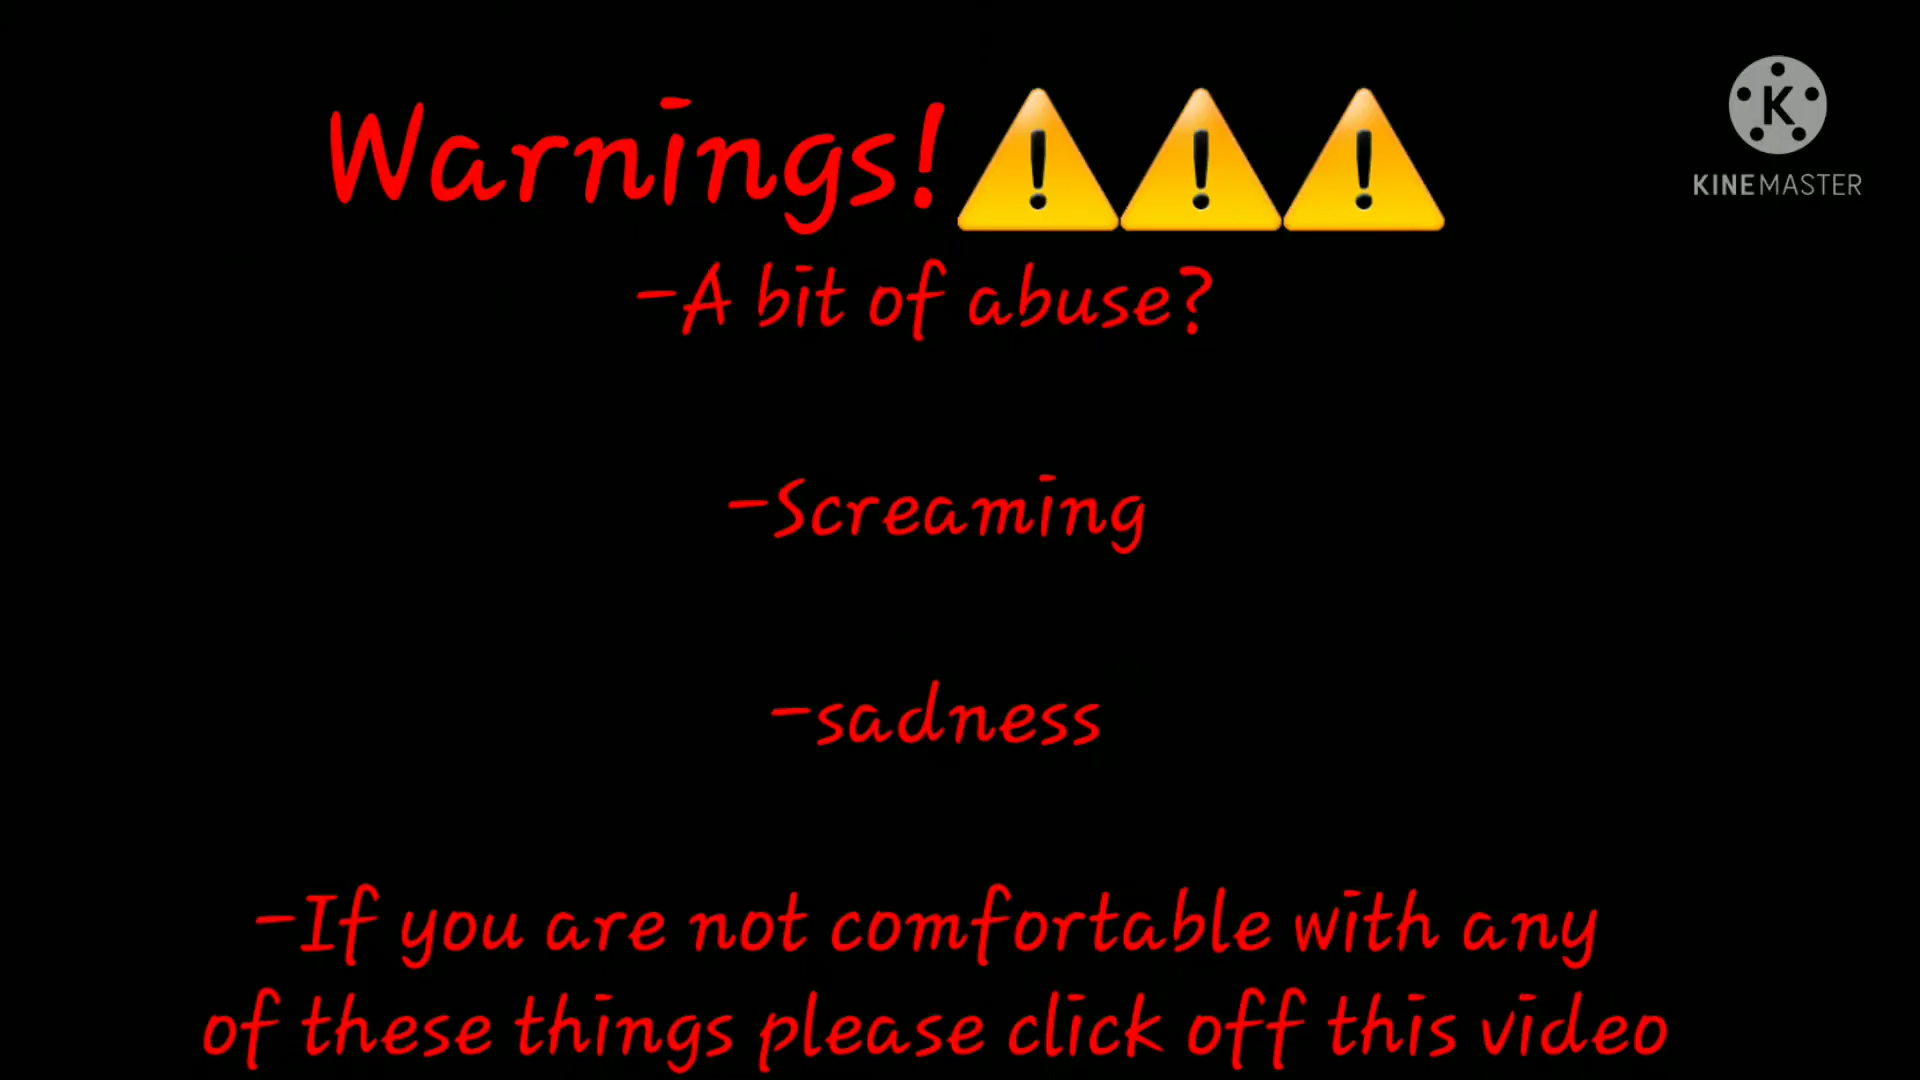 Warnings!⚠️⚠️⚠️
K
KINEMASTER
-A bit of abuse?
-Screaming
-sadness
-If you are not comfortable with any
of these things please click off this video